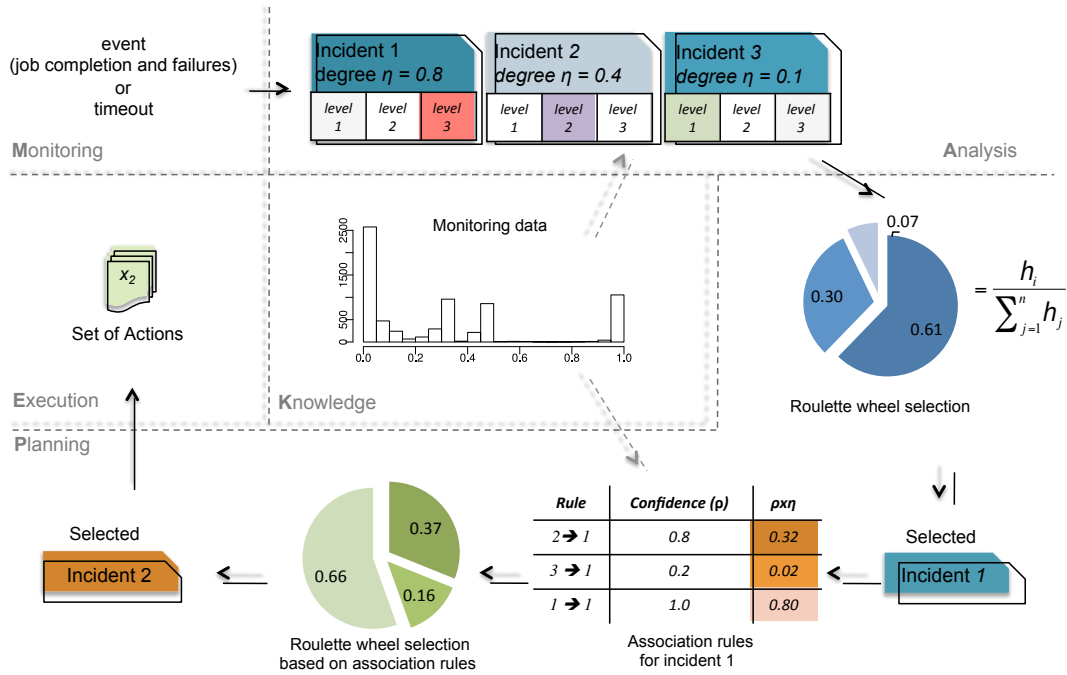 event
(job completion and failures)
or
timeout
Monitoring
Incident 1
degree η = 0.8
level 1
level 2
level 3
Incident 2
degree η = 0.4
level 1
level 2
level 3
Incident 3
degree η = 0.1
level 1
level 2
level 3
Analysis
x2
Set of Actions
Execution
Monitoring data
2500
1500
500
0
0.0 0.2 0.4 0.6 0.8 1.0
Knowledge
0.07
0.30
0.61
= h_i / ∑_{j=1}^{n} h_j
Roulette wheel selection
Planning
Selected
Incident 2
0.37
0.66
0.16
Roulette wheel selection
based on association rules
Rule Confidence (ρ) ρxη
2 ➔ 1 0.8 0.32
3 ➔ 1 0.2 0.02
1 ➔ 1 1.0 0.80
Association rules
for incident 1
Selected
Incident 1